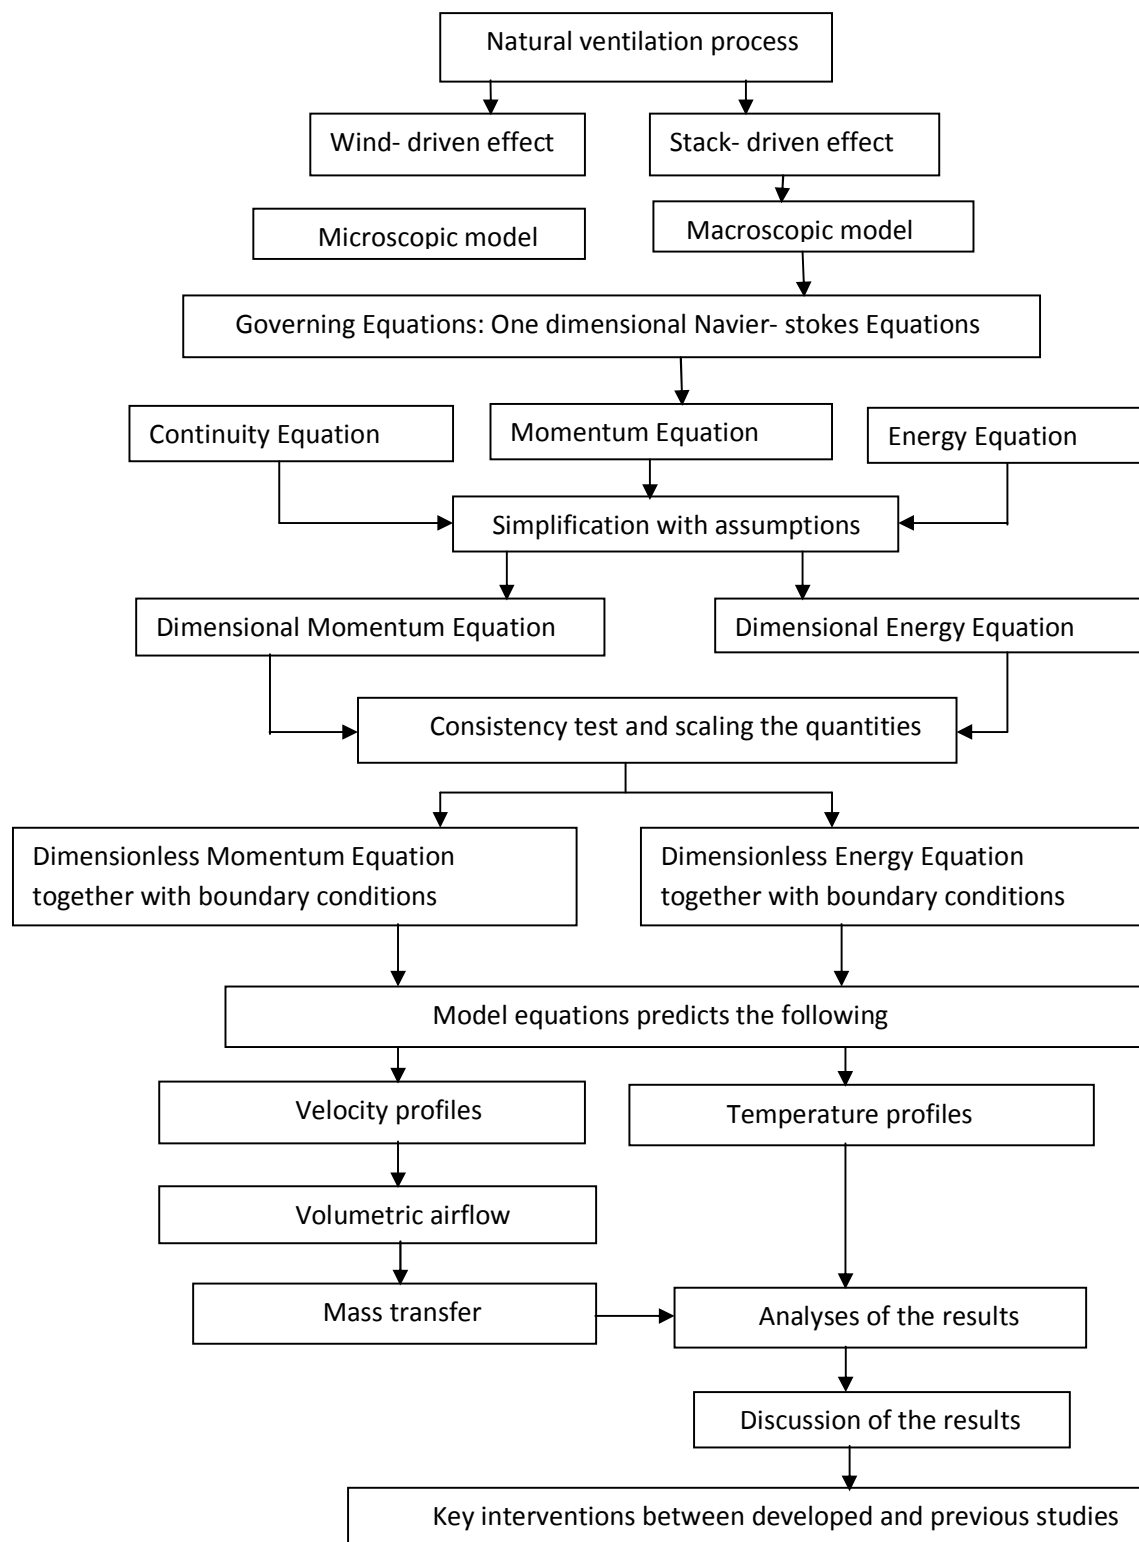 Natural ventilation process
Wind- driven effect
Stack- driven effect
Microscopic model
Macroscopic model
Governing Equations: One dimensional Navier- stokes Equations
Continuity Equation
Momentum Equation
Energy Equation
Simplification with assumptions
Dimensional Momentum Equation
Dimensional Energy Equation
Consistency test and scaling the quantities
Dimensionless Momentum Equation
together with boundary conditions
Dimensionless Energy Equation
together with boundary conditions
Model equations predicts the following
Velocity profiles
Temperature profiles
Volumetric airflow
Mass transfer
Analyses of the results
Discussion of the results
Key interventions between developed and previous studies